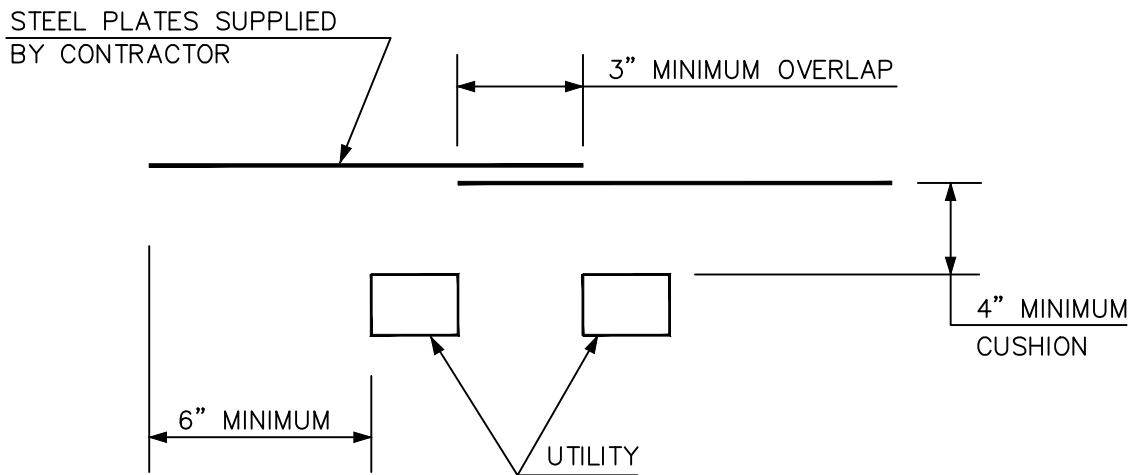 STEEL PLATES SUPPLIED
BY CONTRACTOR
3” MINIMUM OVERLAP
4” MINIMUM
CUSHION
6” MINIMUM
UTILITY